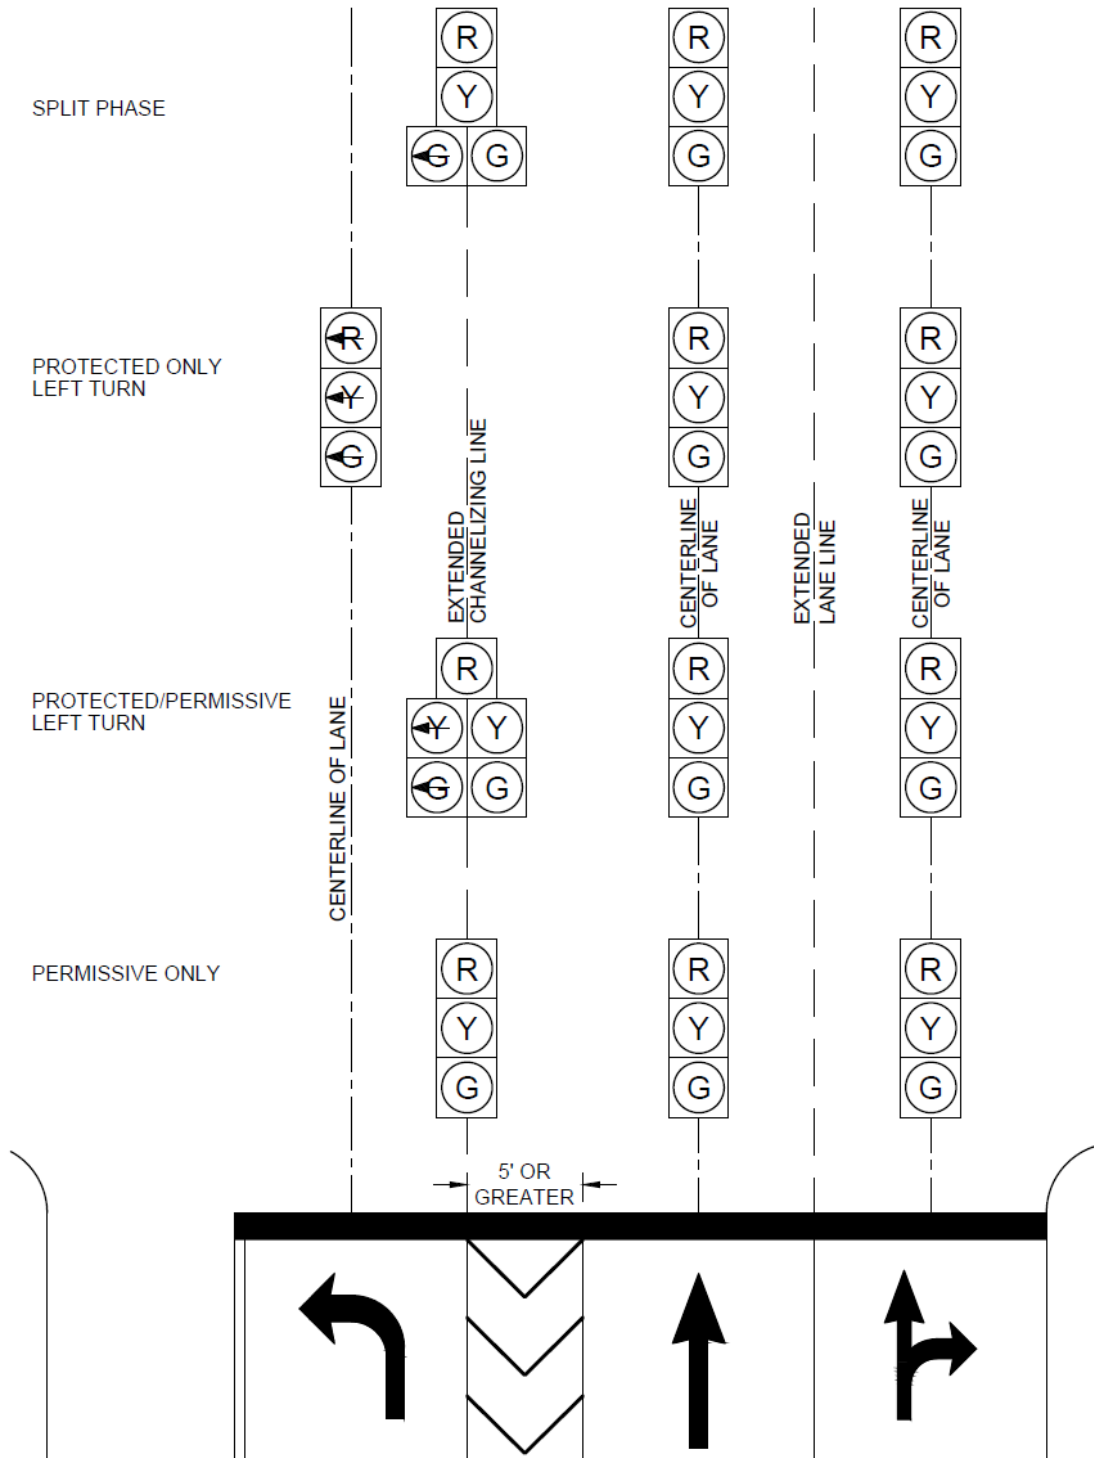 R R R
SPLIT PHASE
Y Y Y
G G G G
PROTECTED ONLY
LEFT TURN
R R R
Y Y Y
G G G
EXTENDED
CHANNELIZING LINE
CENTERLINE
OF LANE
EXTENDED
LANE LINE
CENTERLINE
OF LANE
PROTECTED/PERMISSIVE
LEFT TURN
R R R
Y Y Y Y
G G G G
CENTERLINE OF LANE
PERMISSIVE ONLY
R R R
Y Y Y
G G G
5' OR
GREATER